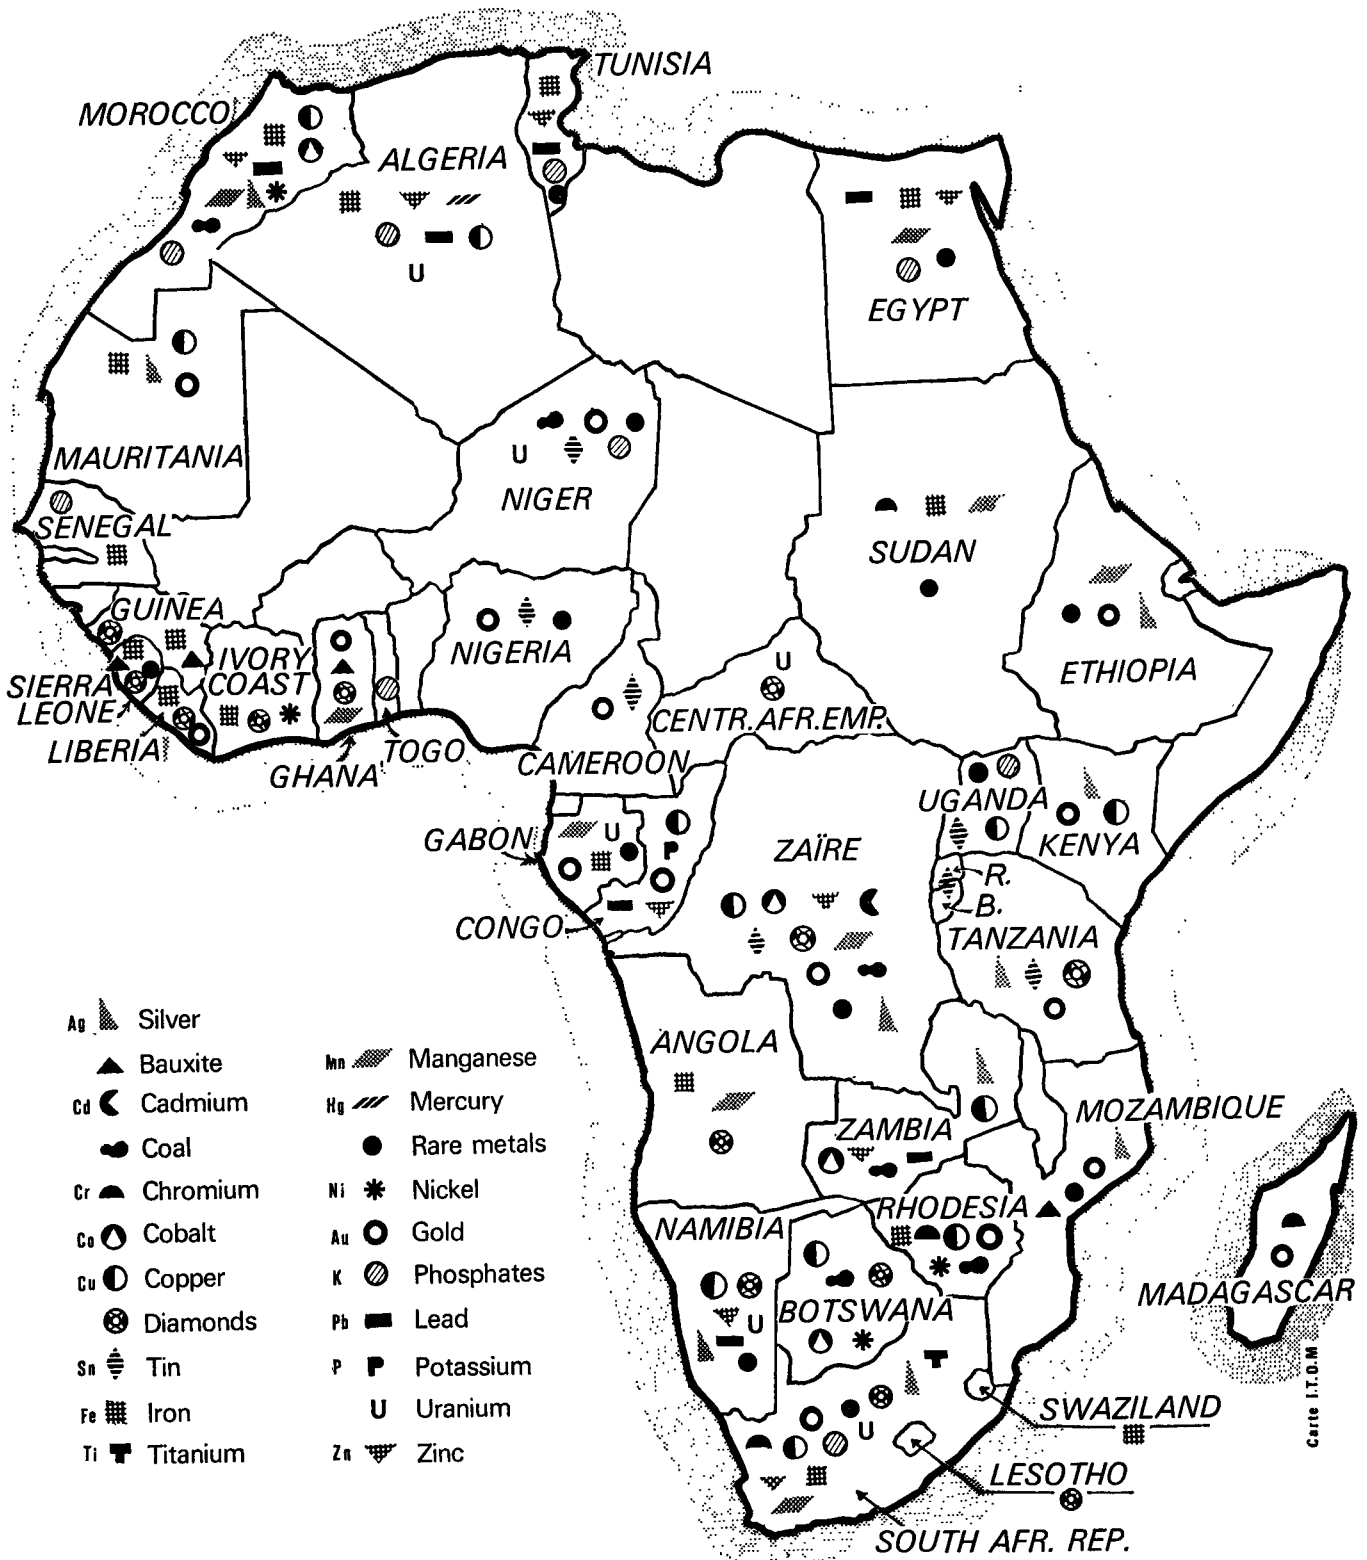 TUNISIA
MOROCCO
ALGERIA
U
EGYPT
MAURITANIA
U
NIGER
SENEGAL
SUDAN
GUINEA
NIGERIA
IVORY
COAST
ETHIOPIA
U
SIERRA
LEONE
CENTR.AFR.EMP.
LIBERIA
GHANA
TOGO
CAMEROON
UGANDA
GABON
U
P
ZAÏRE
KENYA
R.
B.
CONGO
TANZANIA
ANGOLA
MOZAMBIQUE
ZAMBIA
RHODESIA
NAMIBIA
U
BOTSWANA
MADAGASCAR
U
SWAZILAND
LESOTHO
SOUTH AFR. REP.
Carte I.T.O.M
Ag Silver
Bauxite
Cd Cadmium
Coal
Cr Chromium
Co Cobalt
Cu Copper
Diamonds
Sn Tin
Fe Iron
Ti Titanium
Mn Manganese
Hg Mercury
Rare metals
Ni Nickel
Au Gold
K Phosphates
Pb Lead
P P Potassium
U Uranium
Zn Zinc